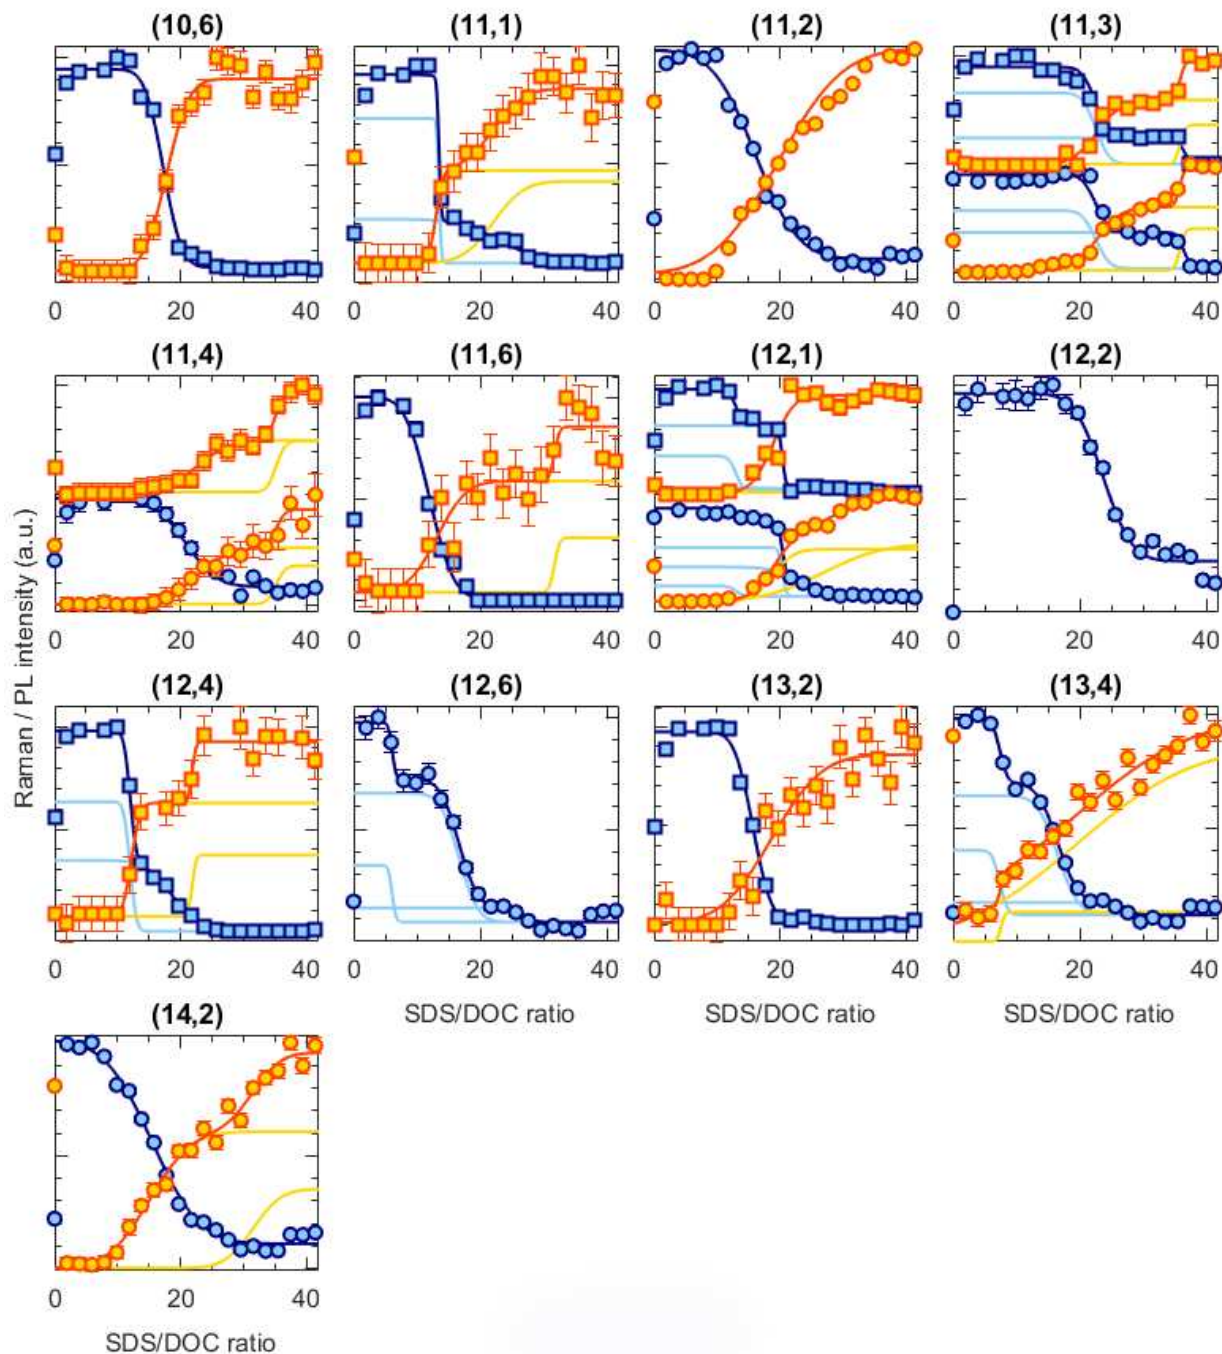 (10,6) (11,1) (11,2) (11,3)
0 20 40 0 20 40 0 20 40 0 20 40
(11,4) (11,6) (12,1) (12,2)
0 20 40 0 20 40 0 20 40 0 20 40
Raman / PL intensity (a.u.)
(12,4) (12,6) (13,2) (13,4)
0 20 40 0 20 40 0 20 40 0 20 40
(14,2) SDS/DOC ratio SDS/DOC ratio SDS/DOC ratio
0 20 40
SDS/DOC ratio